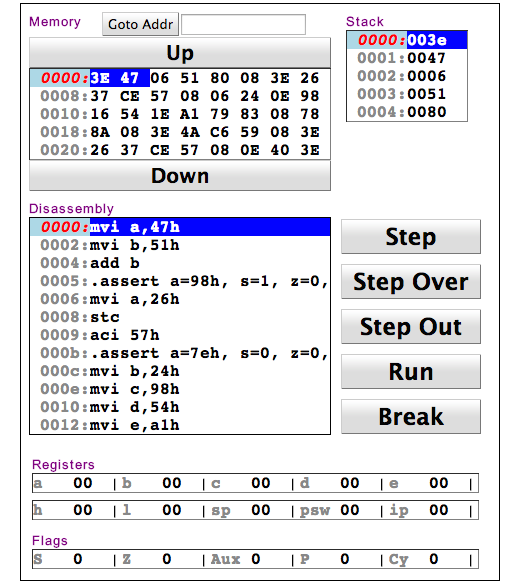 Memory Goto Addr
Up
0000:3E 47 06 51 80 08 3E 26
0008:37 CE 57 08 06 24 0E 98
0010:16 54 1E A1 79 83 08 78
0018:8A 08 3E 4A C6 59 08 3E
0020:26 37 CE 57 08 0E 40 3E
Down
Stack
0000:003e
0001:0047
0002:0006
0003:0051
0004:0080
Disassembly
0000:mvi a,47h
0002:mvi b,51h
0004:add b
0005:.assert a=98h, s=1, z=0,
0006:mvi a,26h
0008:stc
0009:aci 57h
000b:.assert a=7eh, s=0, z=0,
000c:mvi b,24h
000e:mvi c,98h
0010:mvi d,54h
0012:mvi e,a1h
Step
Step Over
Step Out
Run
Break
Registers
a 00 | b 00 | c 00 | d 00 | e 00 |
h 00 | l 00 | sp 00 | psw 00 | ip 00 |
Flags
S 0 | Z 0 | Aux 0 | P 0 | Cy 0 |